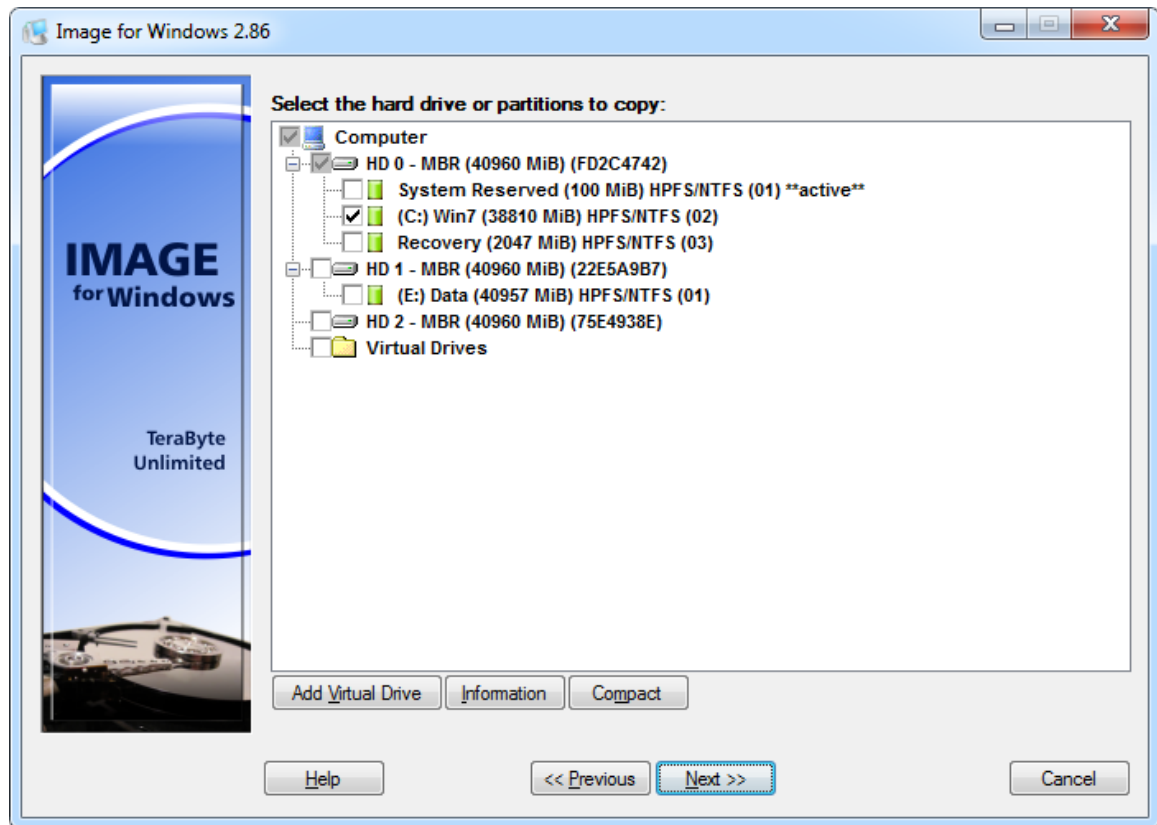 Image for Windows 2.86
IMAGE
for Windows
TeraByte
Unlimited
Select the hard drive or partitions to copy:
Computer
HD 0 - MBR (40960 MiB) (FD2C4742)
System Reserved (100 MiB) HPFS/NTFS (01) **active**
(C:) Win7 (38810 MiB) HPFS/NTFS (02)
Recovery (2047 MiB) HPFS/NTFS (03)
HD 1 - MBR (40960 MiB) (22E5A9B7)
(E:) Data (40957 MiB) HPFS/NTFS (01)
HD 2 - MBR (40960 MiB) (75E4938E)
Virtual Drives
Add Virtual Drive Information Compact
Help << Previous Next >> Cancel